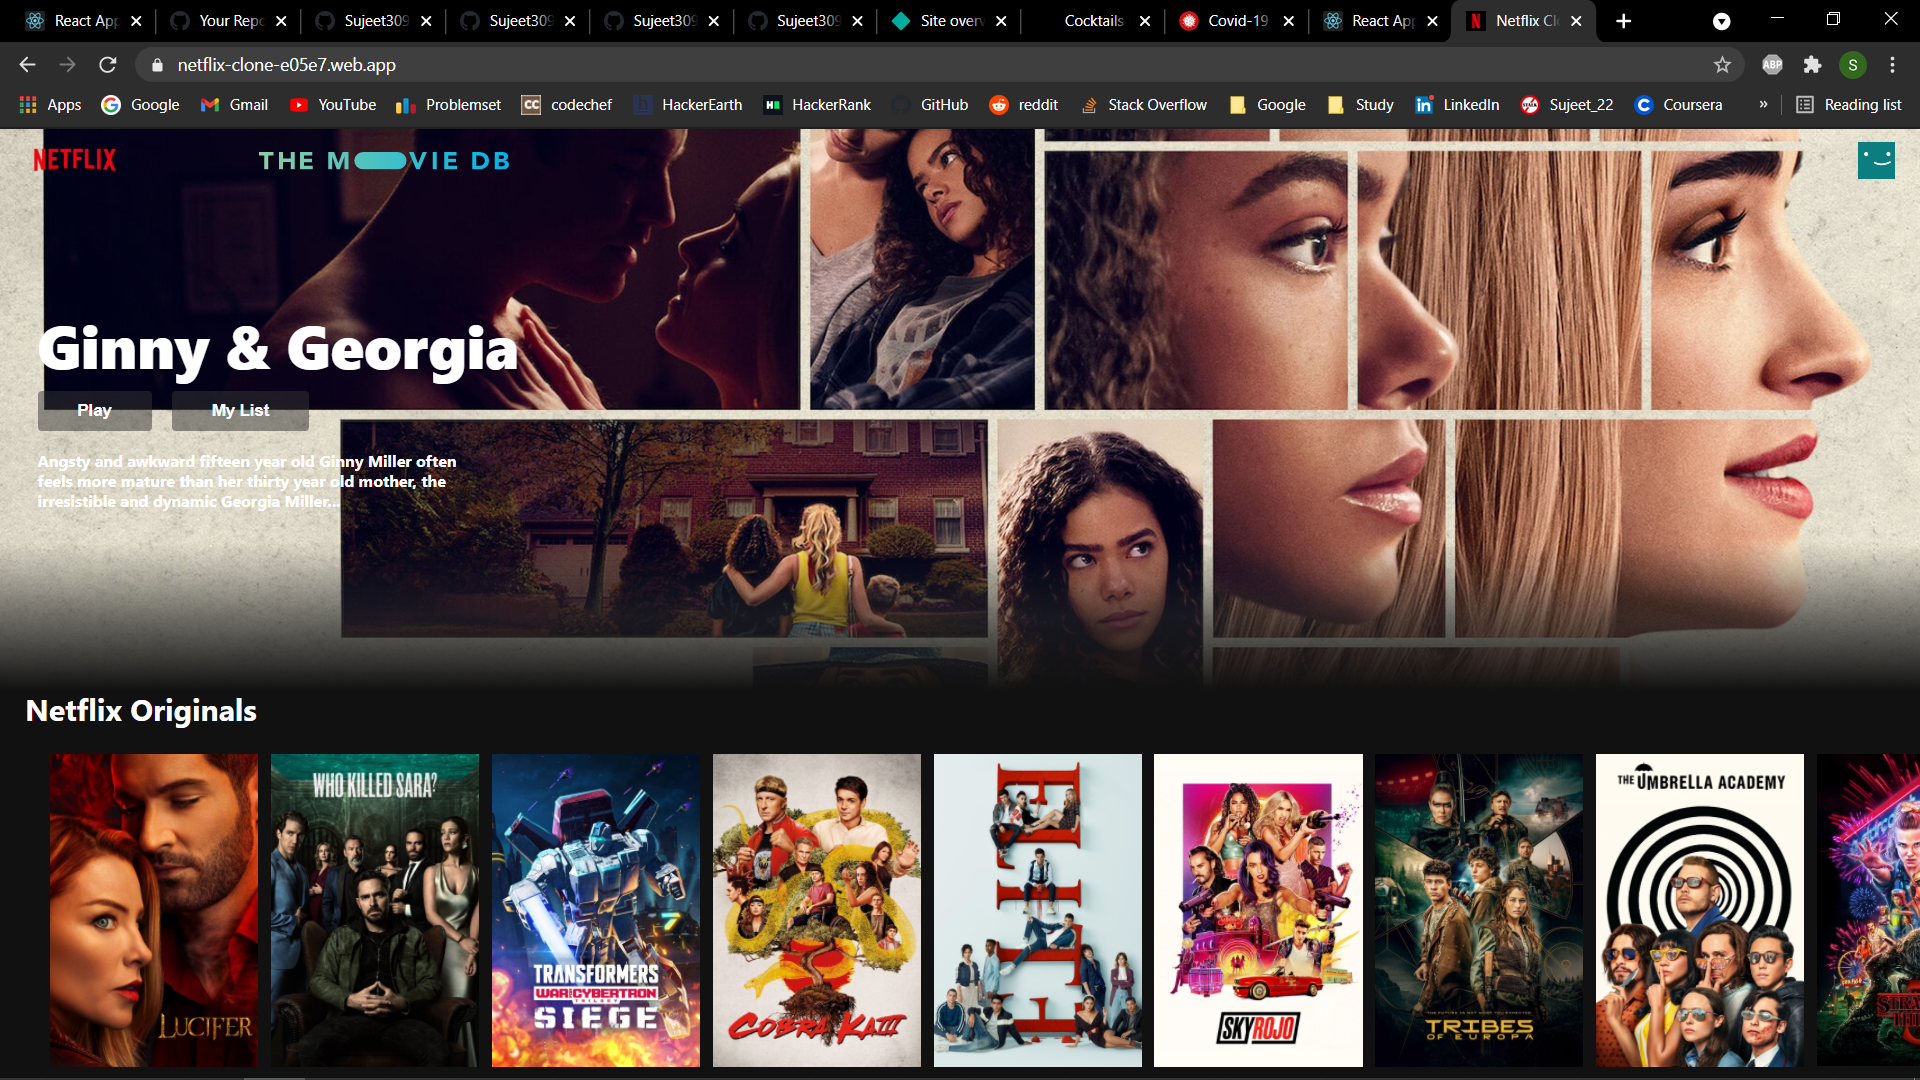 React App
Your Repo
Sujeet309
Sujeet309
Sujeet309
Sujeet309
Site overv
Cocktails
Covid-19
React App
Netflix Cl
netflix-clone-e05e7.web.app
ABP
S
Apps
Google
Gmail
YouTube
Problemset
CC
codechef
h
HackerEarth
H
HackerRank
GitHub
reddit
Stack Overflow
Google
Study
in
LinkedIn
Sujeet_22
C
Coursera
»
Reading list
NETFLIX
THE MOVIE DB
Ginny & Georgia
Play
My List
Angsty and awkward fifteen year old Ginny Miller often
feels more mature than her thirty year old mother, the
irresistible and dynamic Georgia Miller...
Netflix Originals
LUCIFER
WHO KILLED SARA?
TRANSFORMERS
WAR FOR CYBERTRON
TRILOGY
SIEGE
COBRA KAI III
ELITE
SKY ROJO
TRIBES
OF EUROPA
THE UMBRELLA ACADEMY